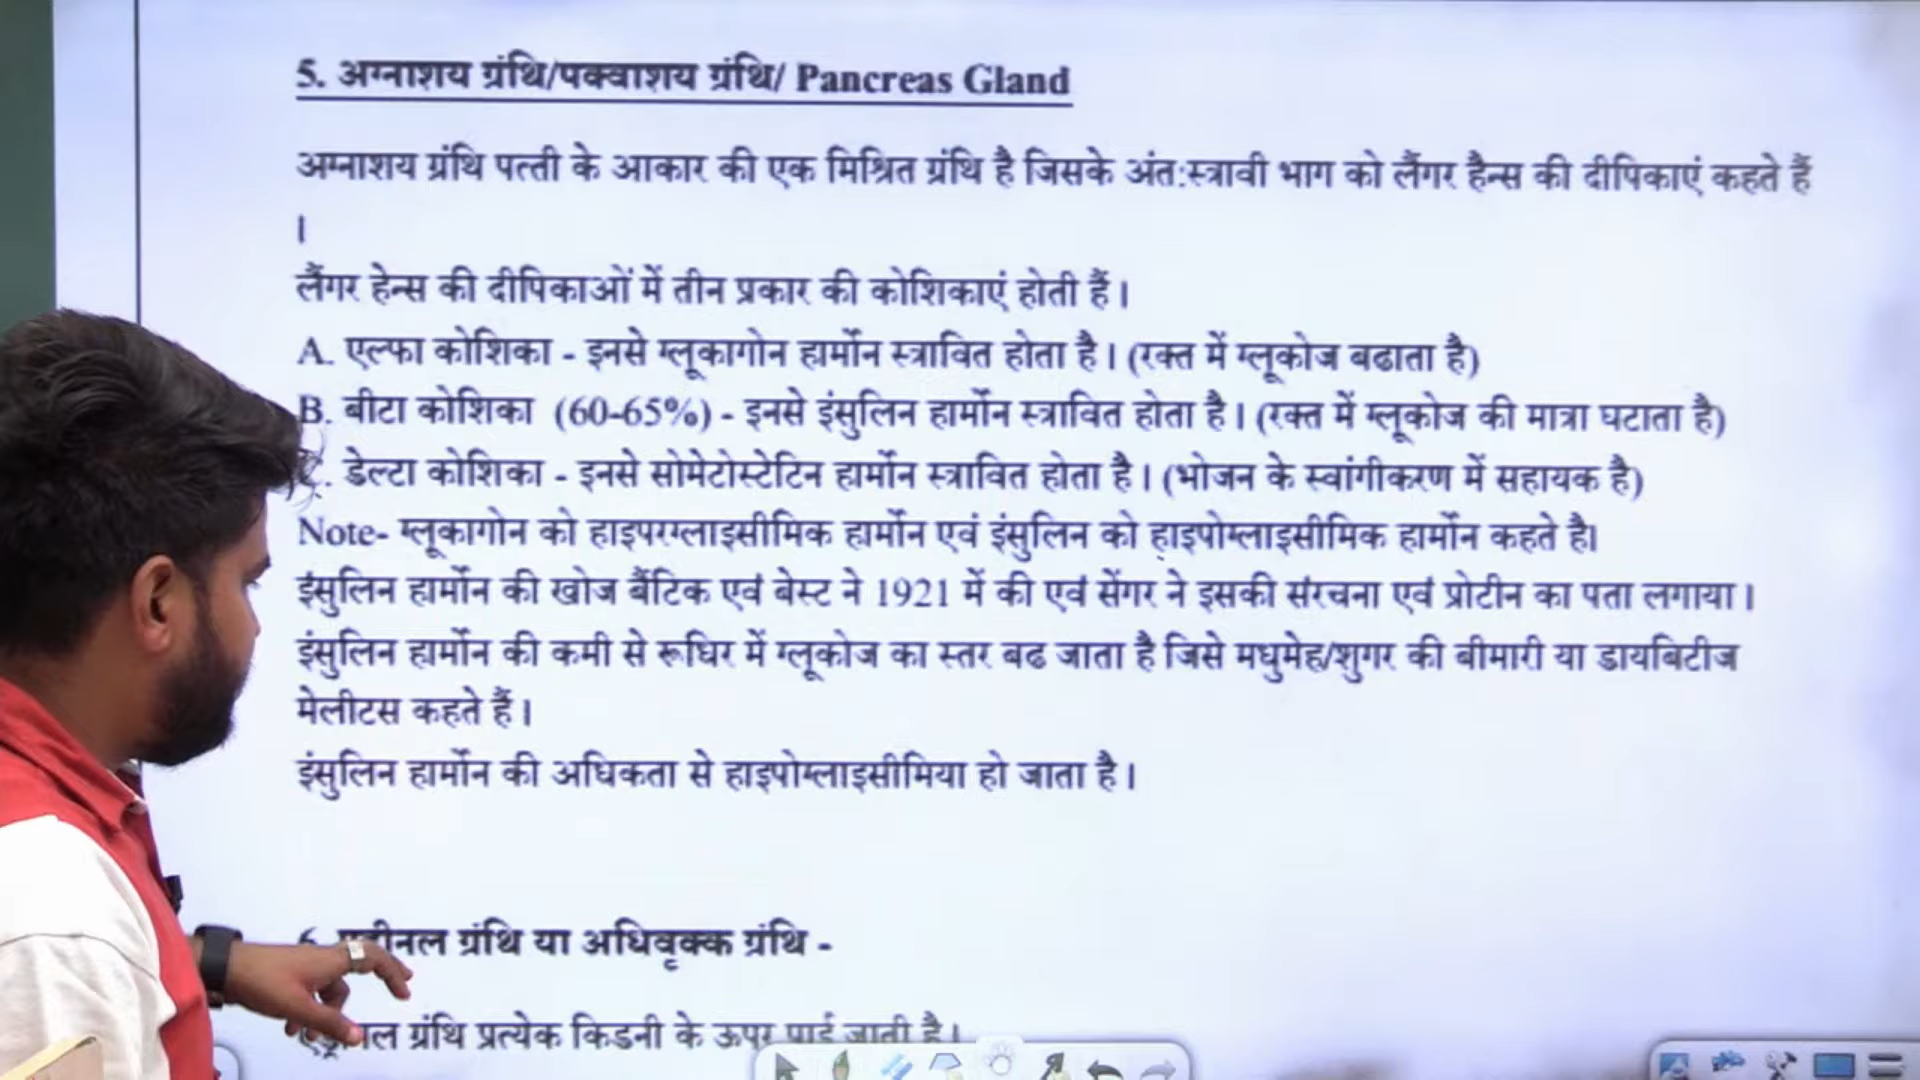 5. अग्नाशय ग्रंथि/पक्वाशय ग्रंथि/ Pancreas Gland
अग्नाशय ग्रंथि पत्ती के आकार की एक मिश्रित ग्रंथि है जिसके अंत:स्त्रावी भाग को लैंगर हैन्स की दीपिकाएं कहते हैं
।
लैंगर हेन्स की दीपिकाओं में तीन प्रकार की कोशिकाएं होती हैं।
A. एल्फा कोशिका - इनसे ग्लूकागोन हार्मोन स्त्रावित होता है। (रक्त में ग्लूकोज बढाता है)
B. बीटा कोशिका (60-65%) - इनसे इंसुलिन हार्मोन स्त्रावित होता है। (रक्त में ग्लूकोज की मात्रा घटाता है)
C. डेल्टा कोशिका - इनसे सोमेटोस्टेटिन हार्मोन स्त्रावित होता है। (भोजन के स्वांगीकरण में सहायक है)
Note- ग्लूकागोन को हाइपरग्लाइसीमिक हार्मोन एवं इंसुलिन को हाइपोग्लाइसीमिक हार्मोन कहते है।
इंसुलिन हार्मोन की खोज बैंटिक एवं बेस्ट ने 1921 में की एवं सेंगर ने इसकी संरचना एवं प्रोटीन का पता लगाया।
इंसुलिन हार्मोन की कमी से रूधिर में ग्लूकोज का स्तर बढ जाता है जिसे मधुमेह/शुगर की बीमारी या डायबिटीज
मेलीटस कहते हैं।
इंसुलिन हार्मोन की अधिकता से हाइपोग्लाइसीमिया हो जाता है।
ग्रंथि या अधिवृक्क ग्रंथि -
ग्रंथि प्रत्येक किडनी के ऊपर पाई जाती है।